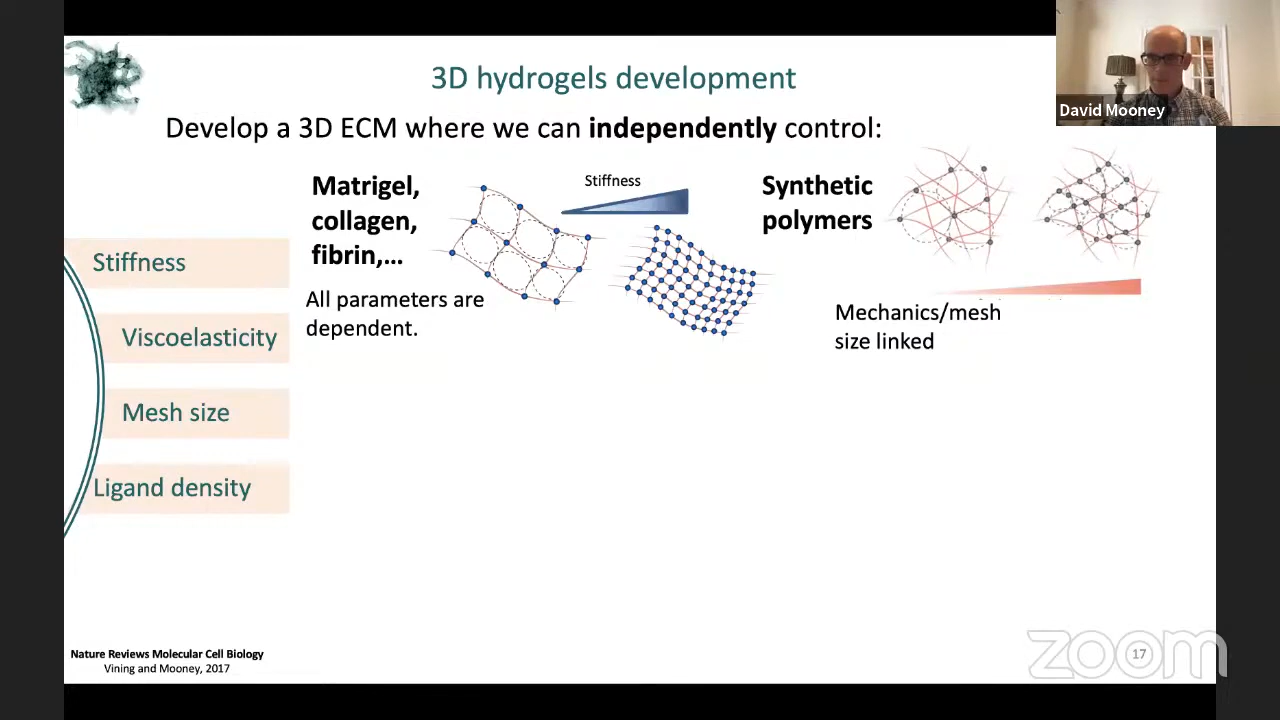 3D hydrogels development
David Mooney
Develop a 3D ECM where we can independently control:
Matrigel,
collagen,
fibrin,...
All parameters are
dependent.
Stiffness
Synthetic
polymers
Mechanics/mesh
size linked
Stiffness
Viscoelasticity
Mesh size
Ligand density
Nature Reviews Molecular Cell Biology
Vining and Mooney, 2017
zoom
17